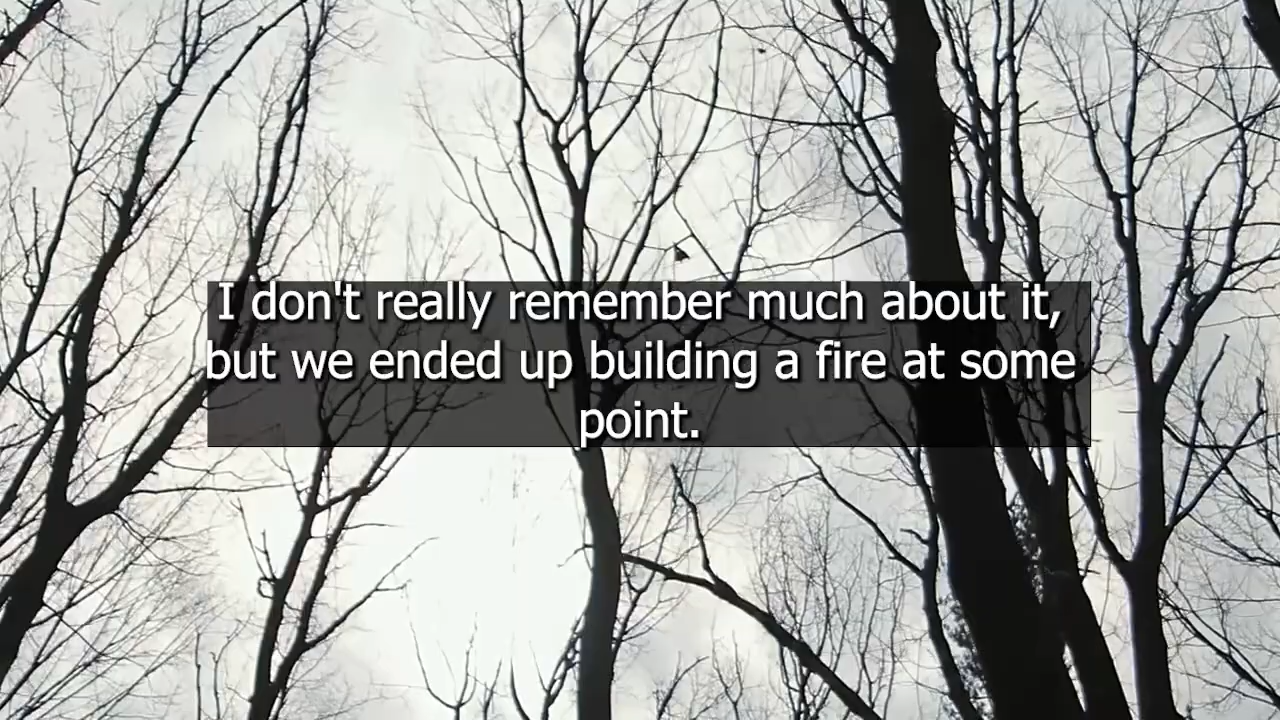 I don't really remember much about it,
but we ended up building a fire at some
point.